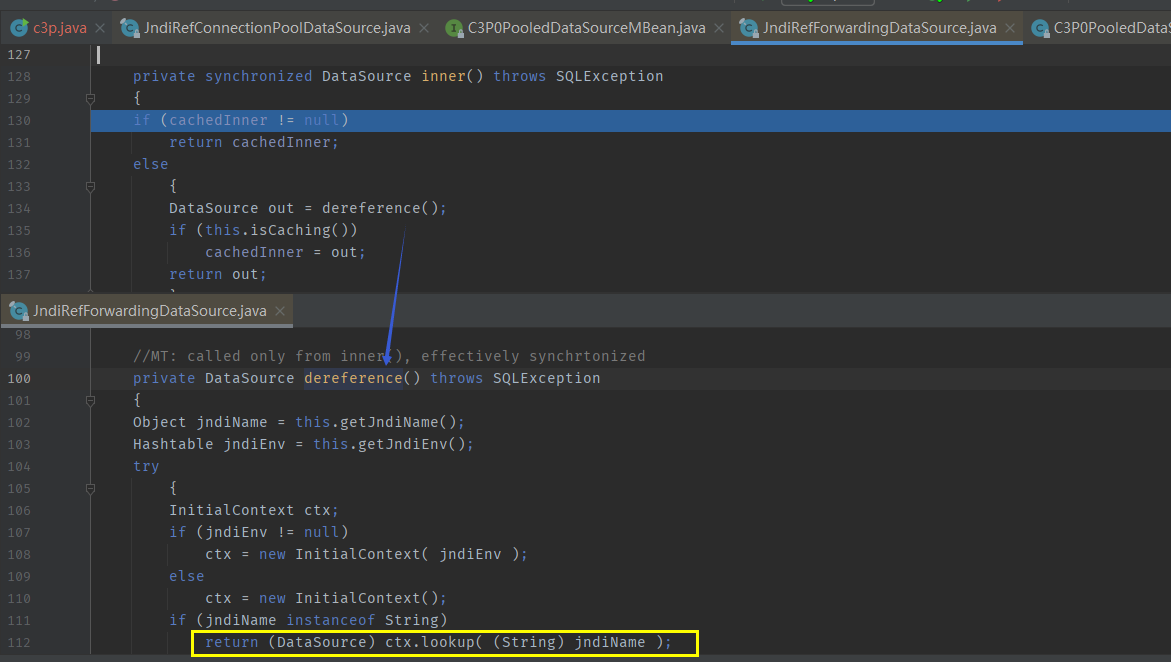 c3p.java JndiRefConnectionPoolDataSource.java C3P0PooledDataSourceMBean.java JndiRefForwardingDataSource.java C3P0PooledDataS
127
128 private synchronized DataSource inner() throws SQLException
129 {
130 if (cachedInner != null)
131 return cachedInner;
132 else
133 {
134 DataSource out = dereference();
135 if (this.isCaching())
136 cachedInner = out;
137 return out;
JndiRefForwardingDataSource.java
98
99 //MT: called only from inner(), effectively synchrtonized
100 private DataSource dereference() throws SQLException
101 {
102 Object jndiName = this.getJndiName();
103 Hashtable jndiEnv = this.getJndiEnv();
104 try
105 {
106 InitialContext ctx;
107 if (jndiEnv != null)
108 ctx = new InitialContext( jndiEnv );
109 else
110 ctx = new InitialContext();
111 if (jndiName instanceof String)
112 return (DataSource) ctx.lookup( (String) jndiName );